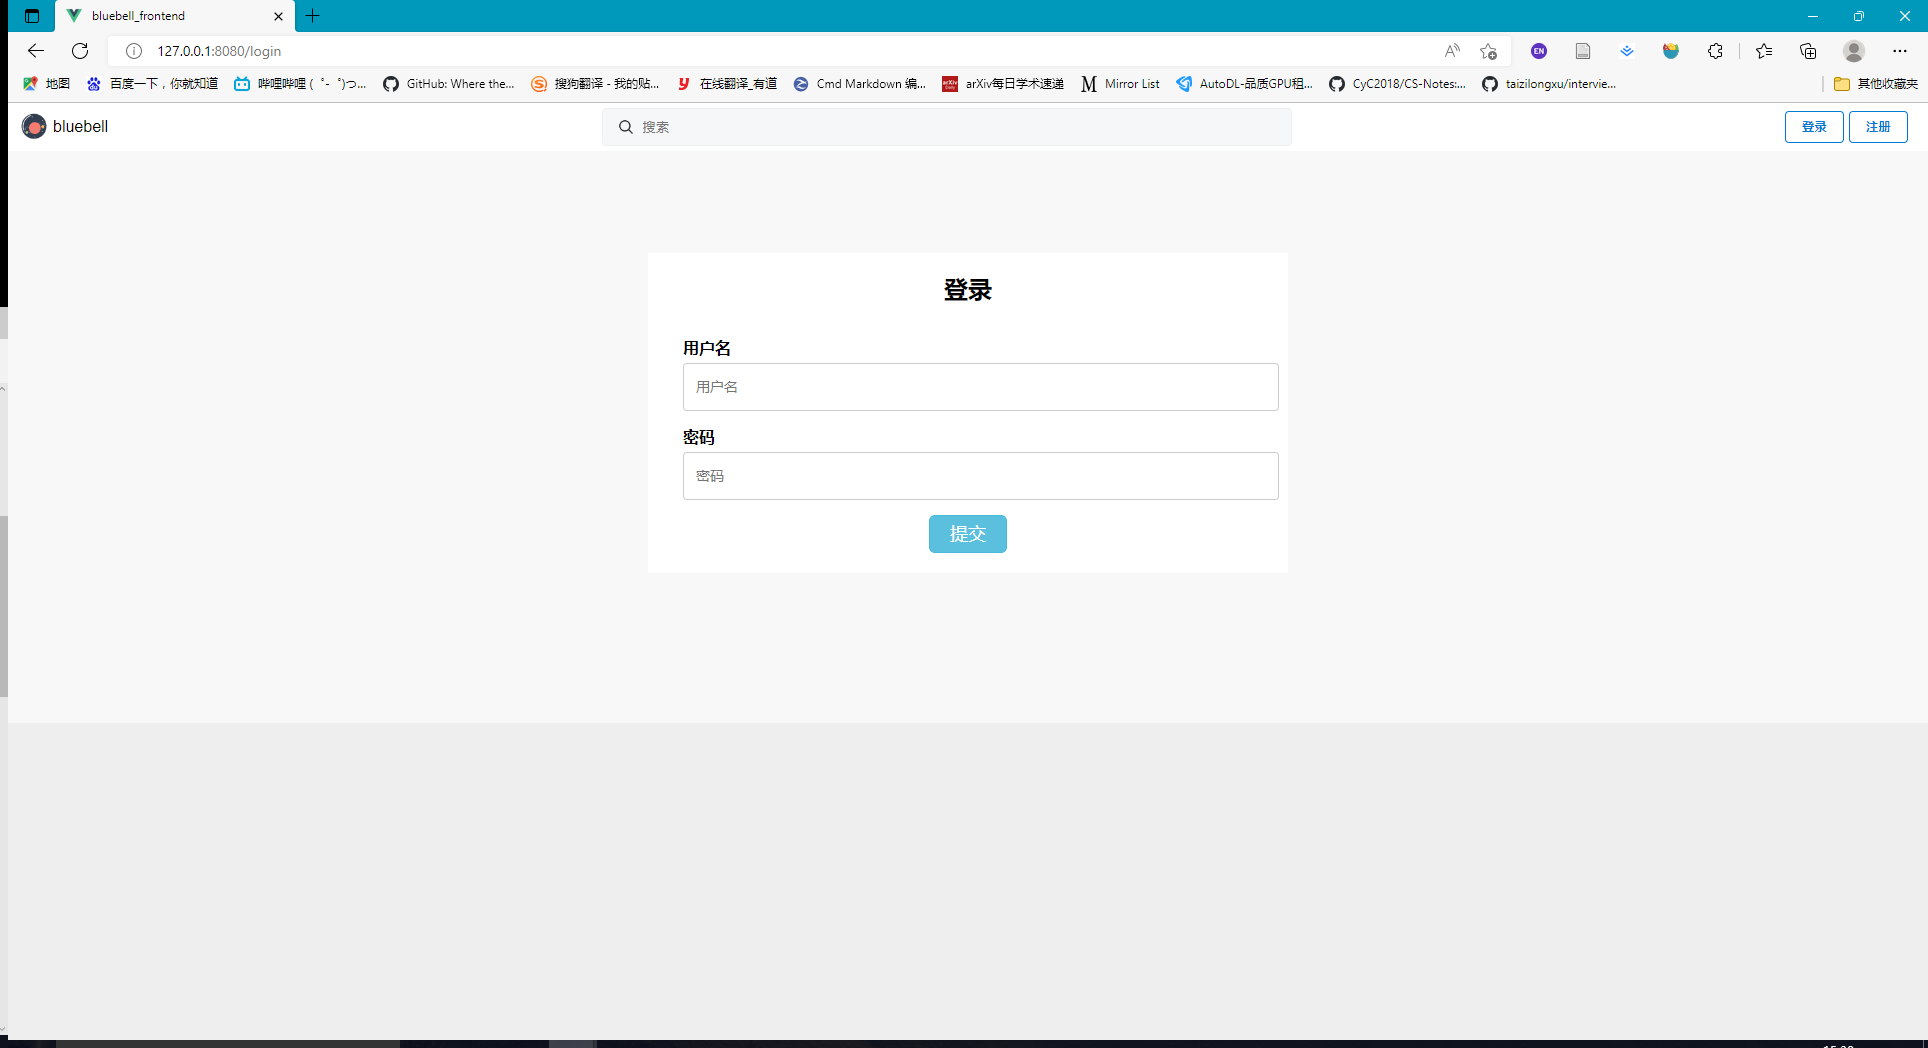 bluebell_frontend
127.0.0.1:8080/login
EN
地图
百度一下，你就知道
哔哩哔哩 (゜-゜)つ...
GitHub: Where the...
搜狗翻译 - 我的贴...
在线翻译_有道
Cmd Markdown 编...
arXiv每日学术速递
Mirror List
AutoDL-品质GPU租...
CyC2018/CS-Notes:...
taizilongxu/intervie...
其他收藏夹
bluebell
搜索
登录
注册
登录
用户名
用户名
密码
密码
提交